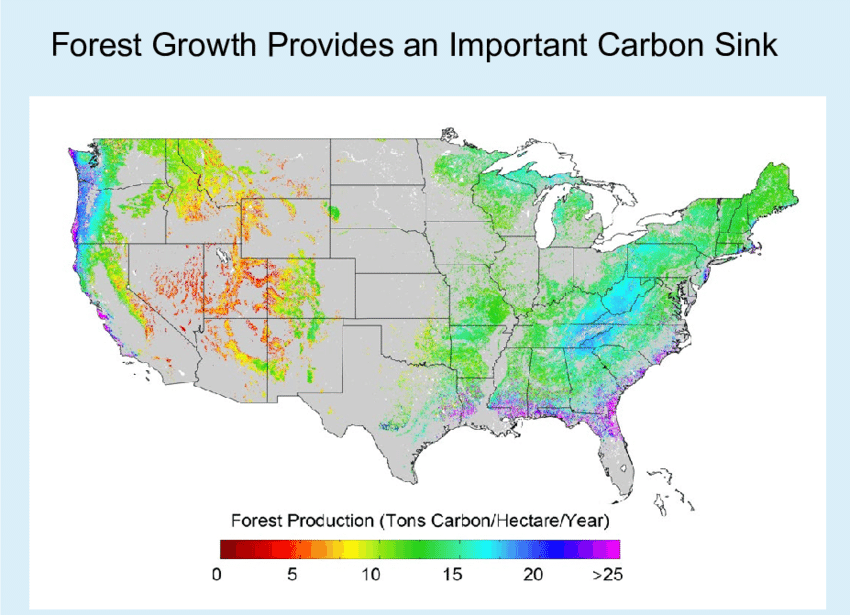 Forest Growth Provides an Important Carbon Sink
Forest Production (Tons Carbon/Hectare/Year)
0 5 10 15 20 >25